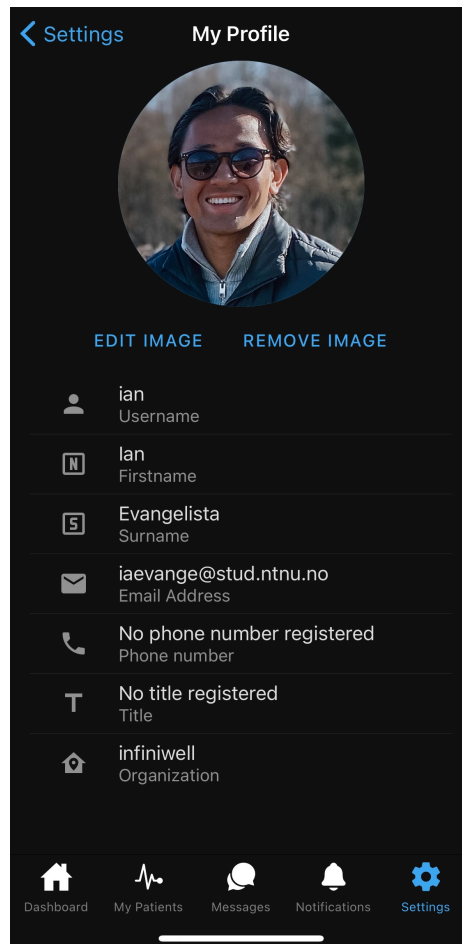 Settings
My Profile
EDIT IMAGE
REMOVE IMAGE
ian
Username
N
Ian
Firstname
S
Evangelista
Surname
iaevange@stud.ntnu.no
Email Address
No phone number registered
Phone number
T
No title registered
Title
infiniwell
Organization
Dashboard
My Patients
Messages
Notifications
Settings